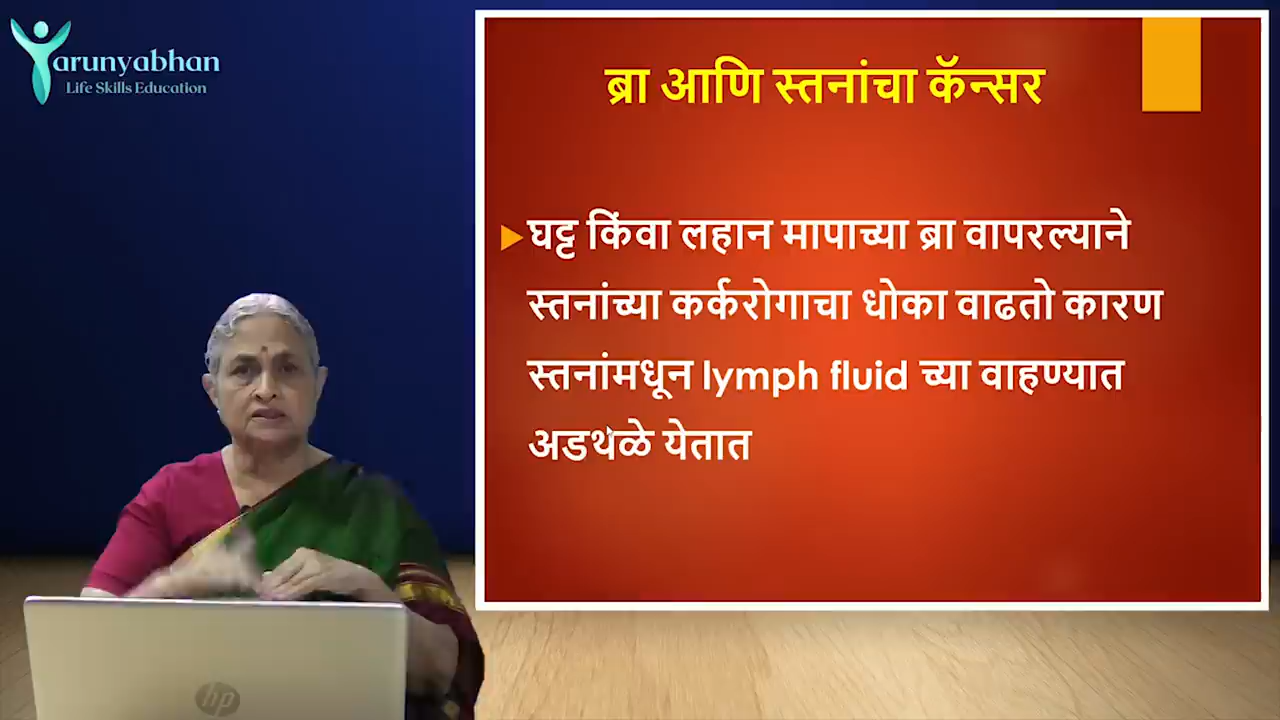 Tarunyabhan
Life Skills Education
ब्रा आणि स्तनांचा कॅन्सर
घट्ट किंवा लहान मापाच्या ब्रा वापरल्याने
स्तनांच्या कर्करोगाचा धोका वाढतो कारण
स्तनांमधून lymph fluid च्या वाहण्यात
अडथळे येतात
hp